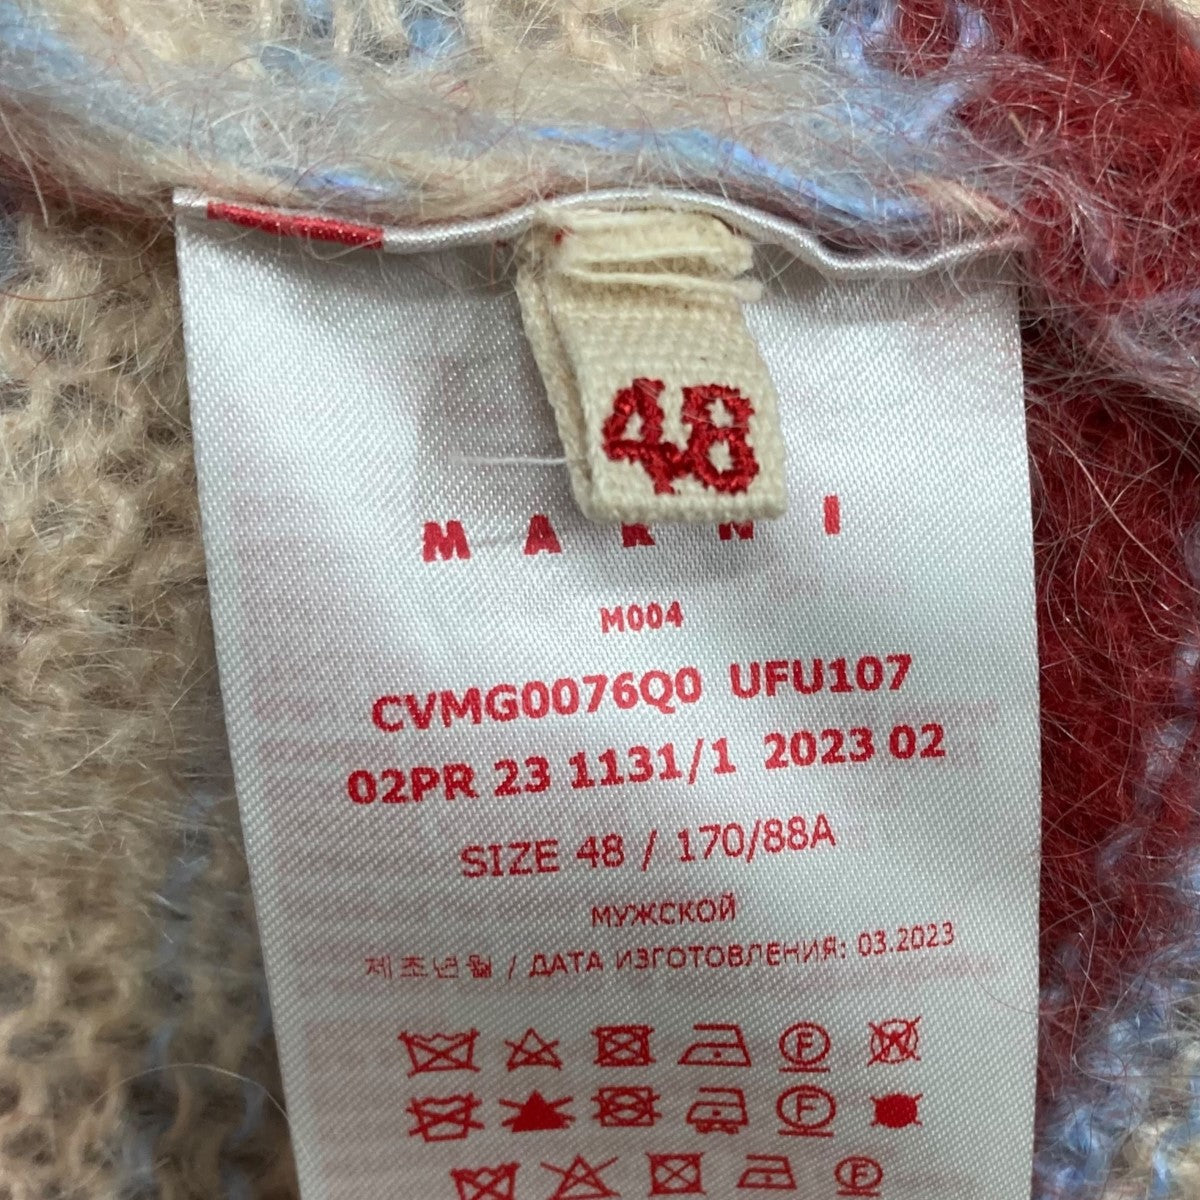 48
MARNI
M004
CVMG0076Q0 UFU107
02PR 23 1131/1 2023 02
SIZE 48 / 170/88A
МУЖСКОЙ
제조년월 / ДАТА ИЗГОТОВЛЕНИЯ: 03.2023
F
F
F